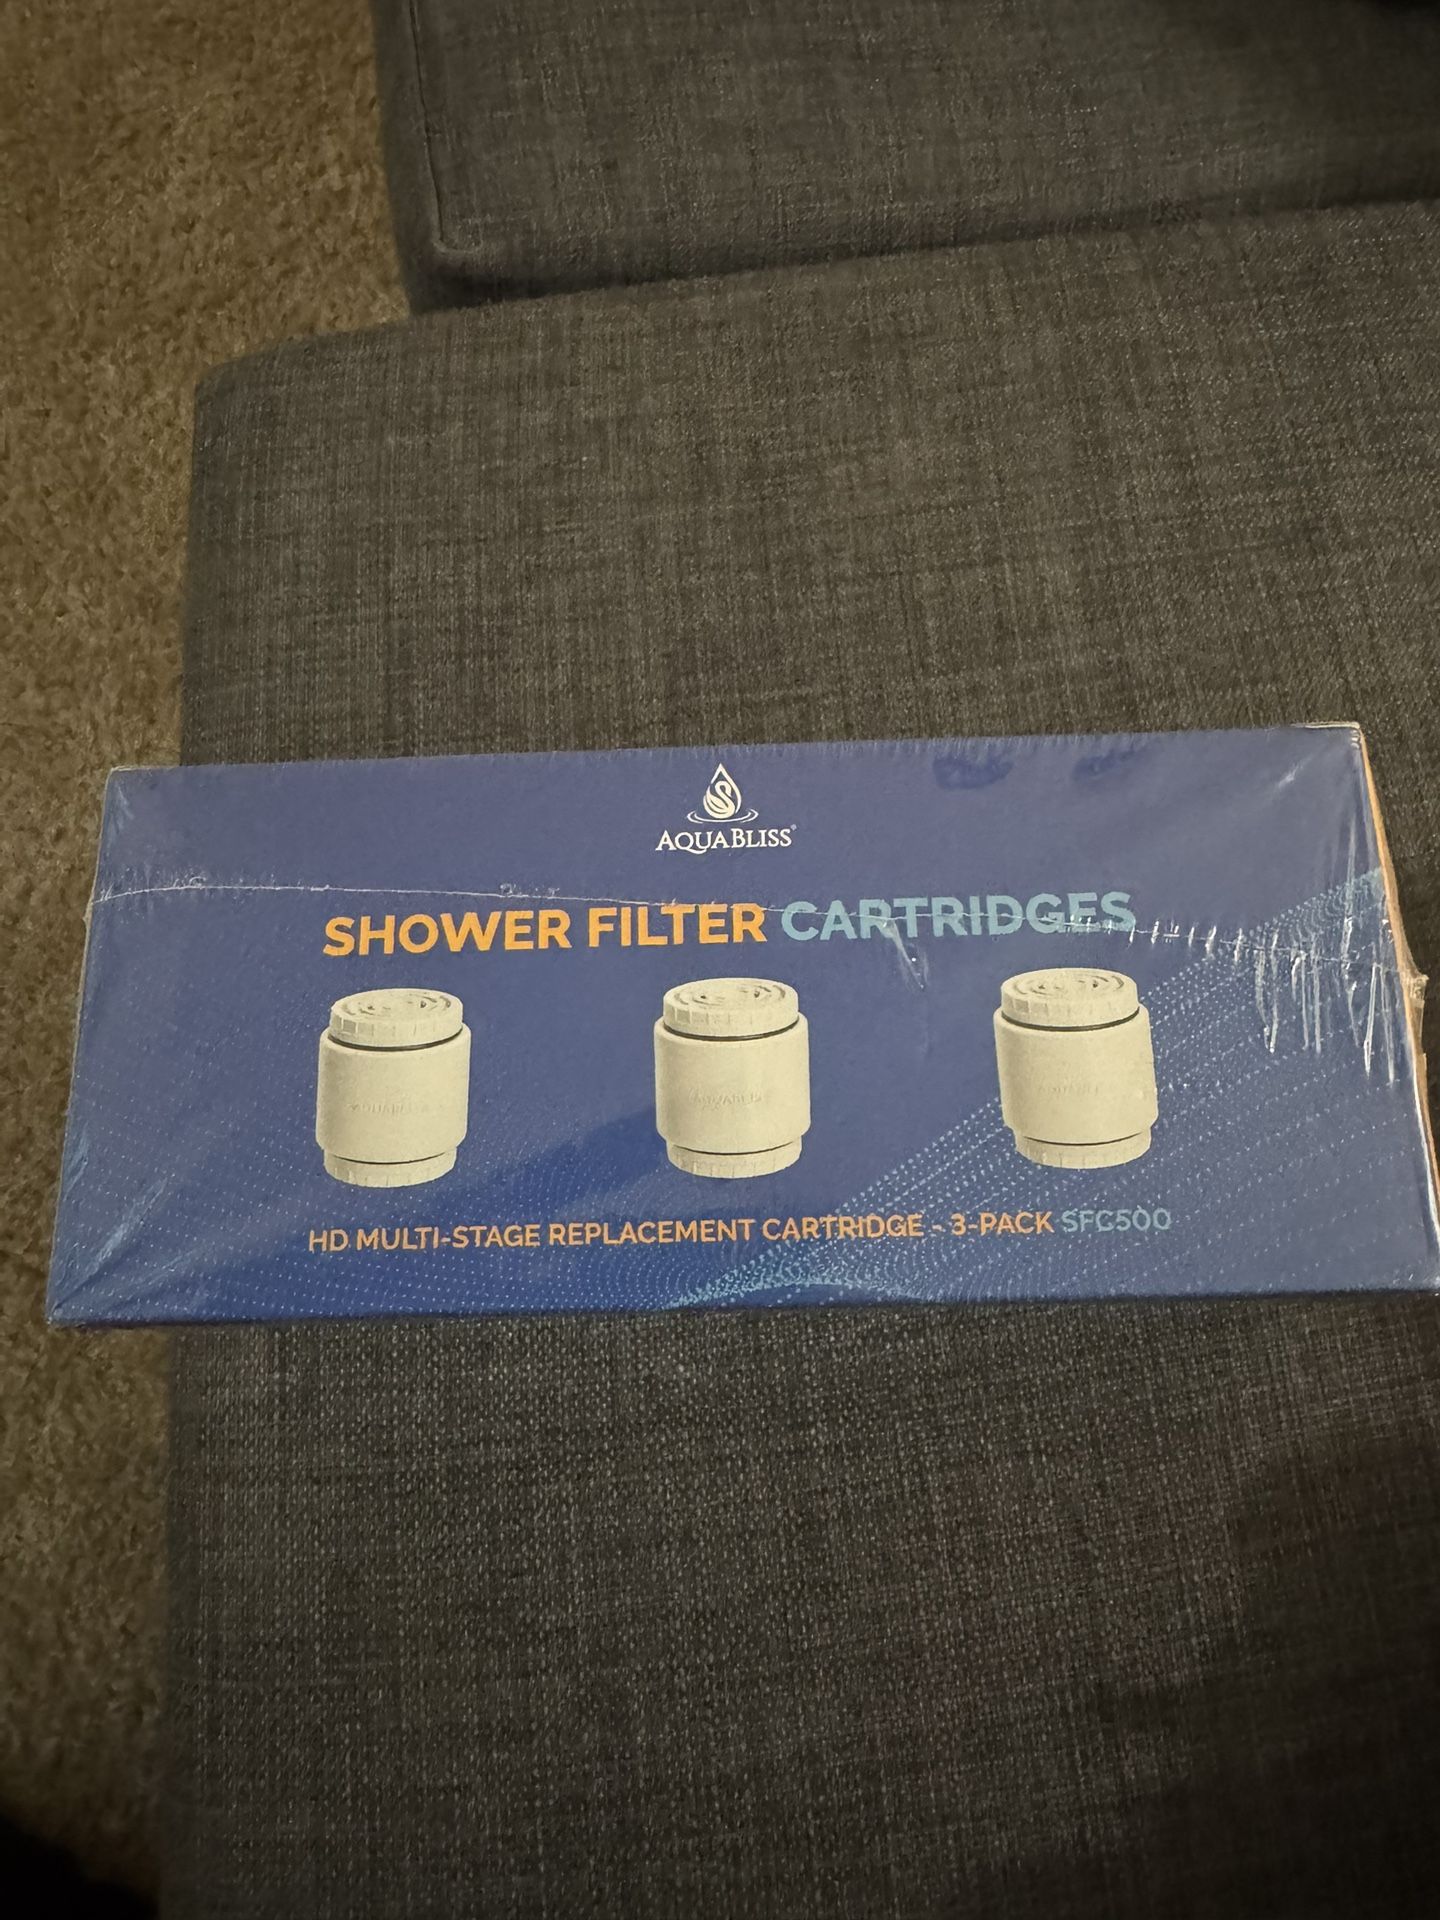 AQUABLISS®
SHOWER FILTER CARTRIDGES
HD MULTI-STAGE REPLACEMENT CARTRIDGE - 3-PACK SFC500